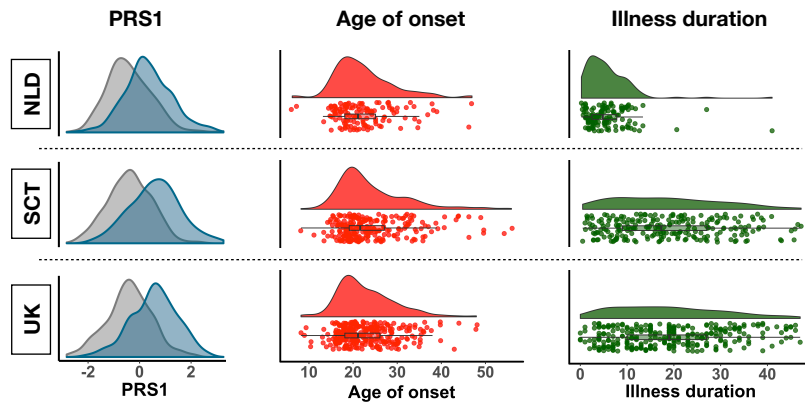 PRS1 Age of onset Illness duration
NLD
SCT
UK
-2 0 2 10 20 30 40 50 0 10 20 30 40
PRS1 Age of onset Illness duration